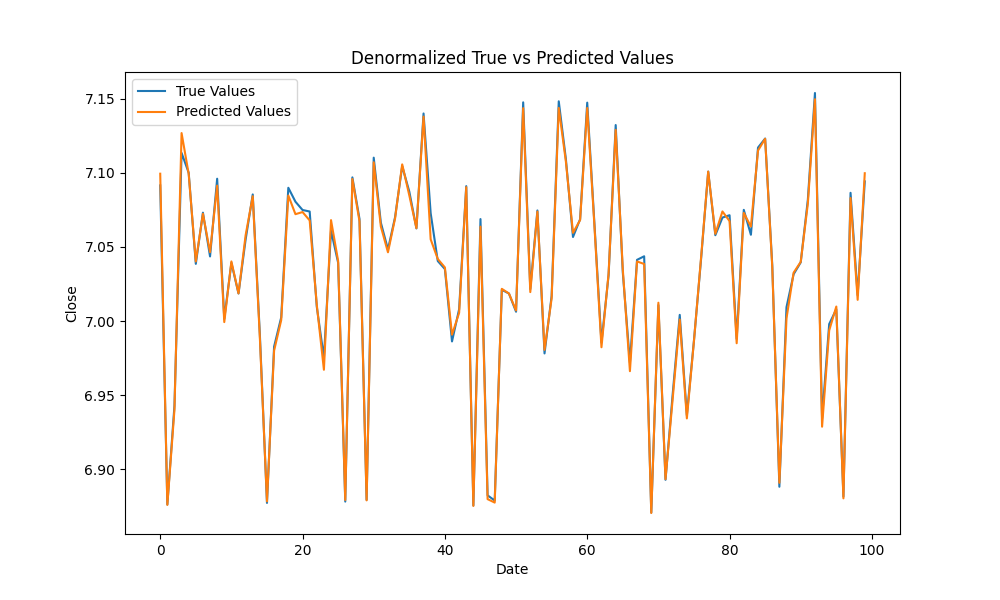 Denormalized True vs Predicted Values
True Values
Predicted Values
7.15
7.10
7.05
7.00
6.95
6.90
Close
0 20 40 60 80 100
Date